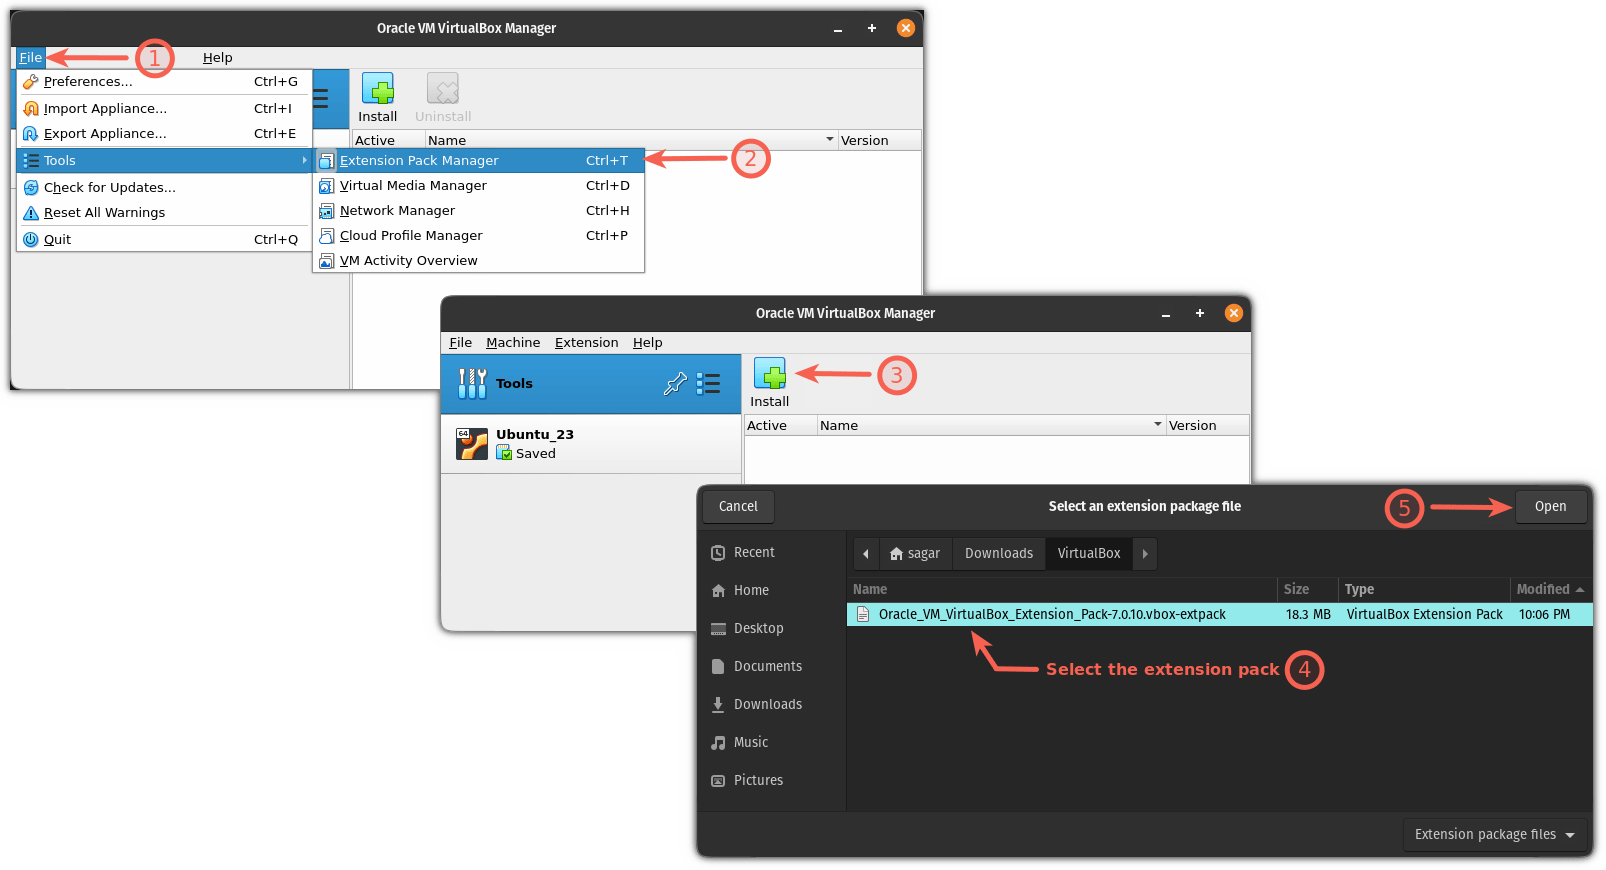 Oracle VM VirtualBox Manager
File 1 Help
Preferences... Ctrl+G
Import Appliance... Ctrl+I
Export Appliance... Ctrl+E
Tools
Check for Updates...
Reset All Warnings
Quit Ctrl+Q
Install Uninstall
Active Name Version
Extension Pack Manager Ctrl+T 2
Virtual Media Manager Ctrl+D
Network Manager Ctrl+H
Cloud Profile Manager Ctrl+P
VM Activity Overview
Oracle VM VirtualBox Manager
File Machine Extension Help
Tools
64
Ubuntu_23
Saved
Install 3
Active Name Version
Cancel Select an extension package file 5 Open
Recent
Home
Desktop
Documents
Downloads
Music
Pictures
sagar Downloads VirtualBox
Name Size Type Modified
Oracle_VM_VirtualBox_Extension_Pack-7.0.10.vbox-extpack 18.3 MB VirtualBox Extension Pack 10:06 PM
Select the extension pack 4
Extension package files